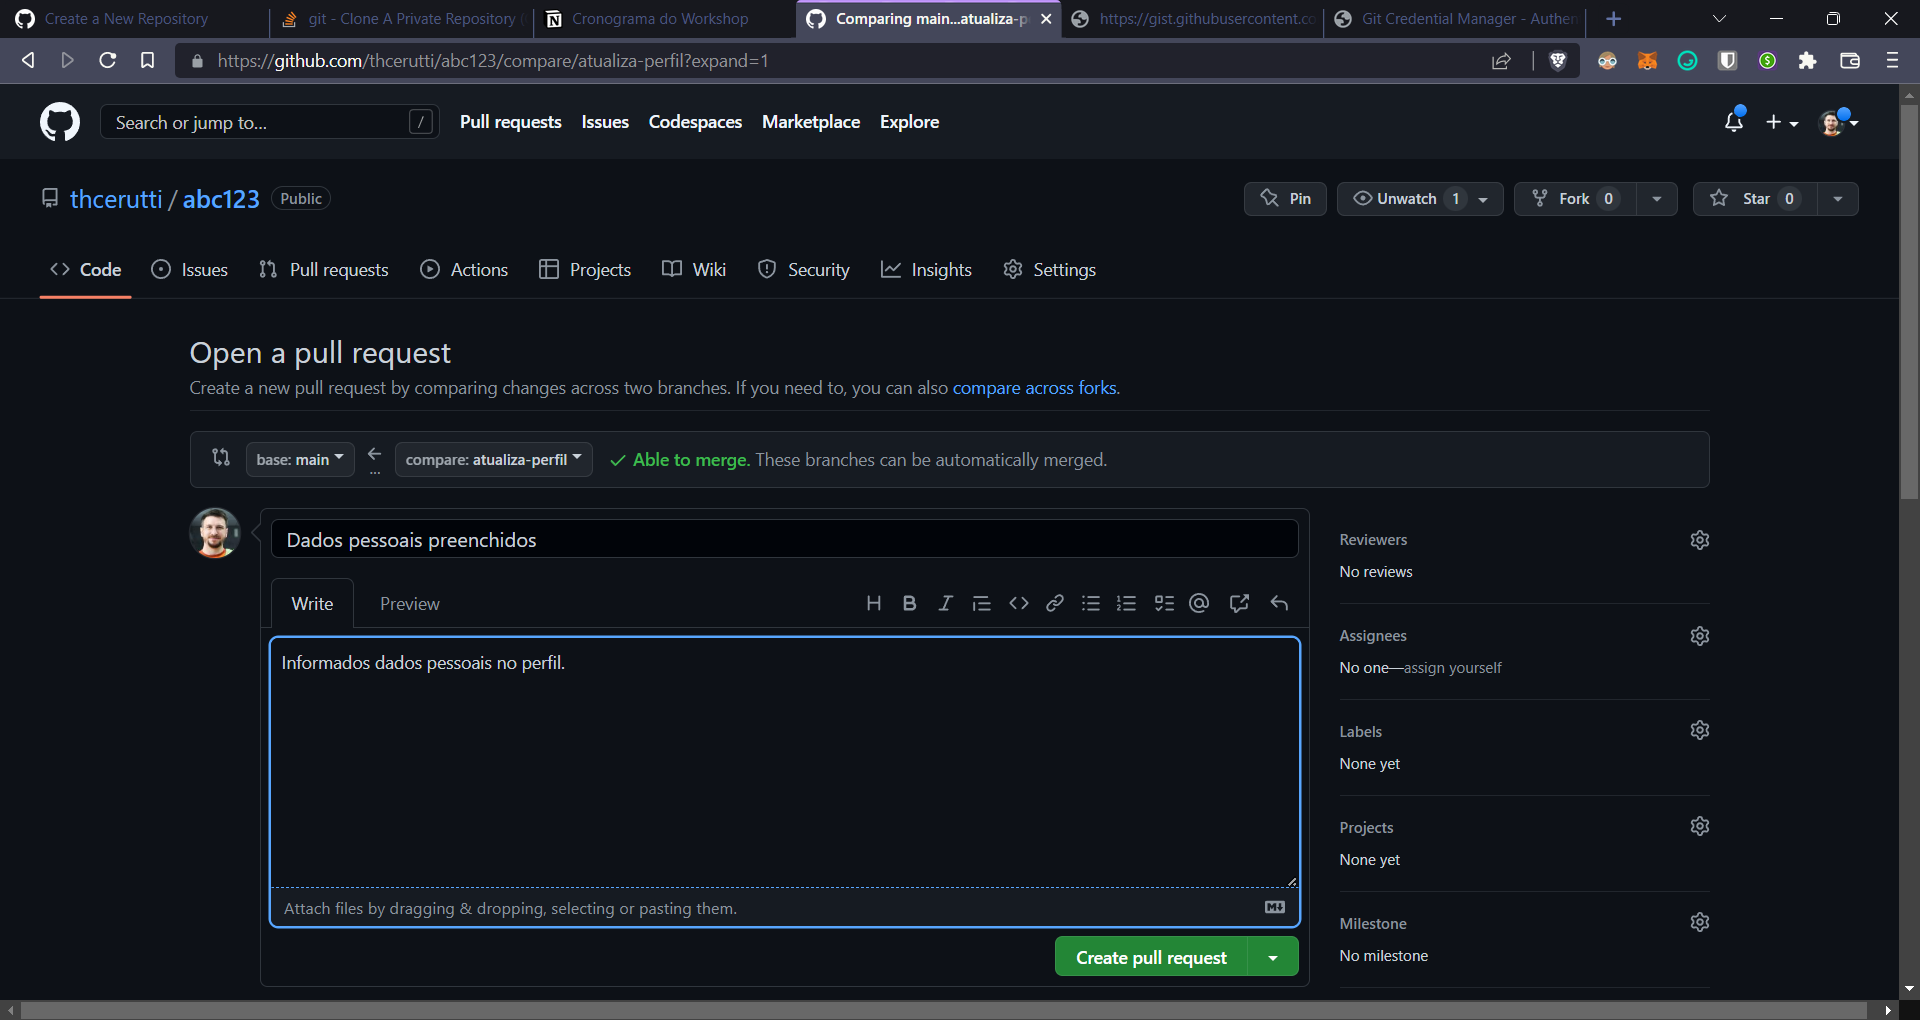 Create a New Repository
git - Clone A Private Repository (
Cronograma do Workshop
Comparing main...atualiza-p
https://gist.githubusercontent.co
Git Credential Manager - Authen
https://github.com/thcerutti/abc123/compare/atualiza-perfil?expand=1
Search or jump to... /
Pull requests Issues Codespaces Marketplace Explore
thcerutti / abc123 Public
Pin Unwatch 1 Fork 0 Star 0
Code Issues Pull requests Actions Projects Wiki Security Insights Settings
Open a pull request
Create a new pull request by comparing changes across two branches. If you need to, you can also compare across forks.
base: main ... compare: atualiza-perfil Able to merge. These branches can be automatically merged.
Dados pessoais preenchidos
Write Preview
Informados dados pessoais no perfil.
Attach files by dragging & dropping, selecting or pasting them.
Create pull request
Reviewers
No reviews
Assignees
No one—assign yourself
Labels
None yet
Projects
None yet
Milestone
No milestone